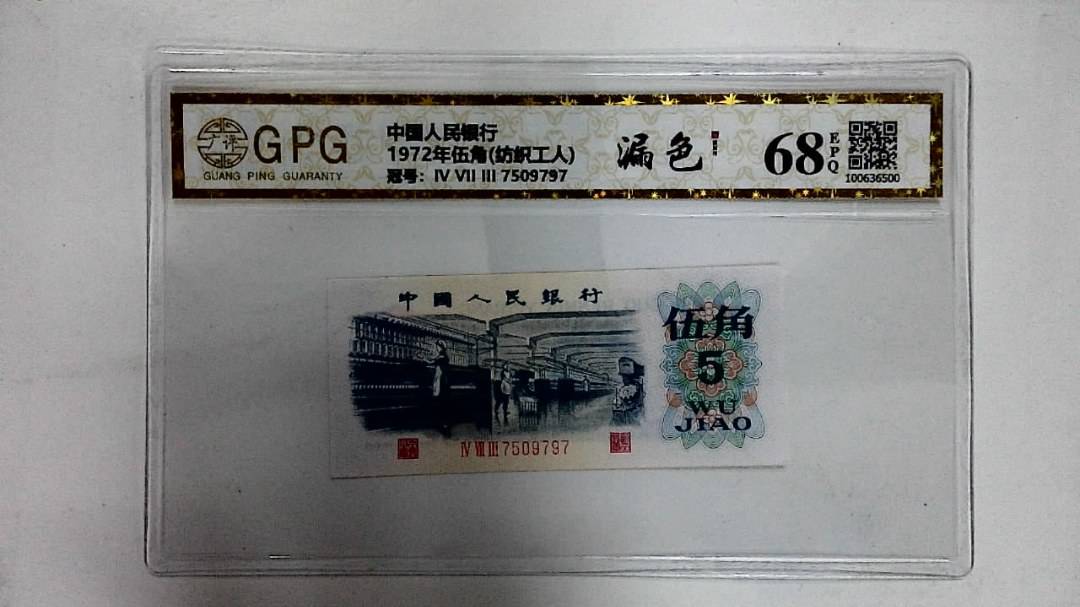 GPG
GUANG PING GUARANTY
中国人民银行
1972年伍角(纺织工人)
冠号: IV VII III 7509797
漏色
68
EPQ
100636500
中國人民銀行
伍角
5
WU
JIAO
IV VII III 7509797